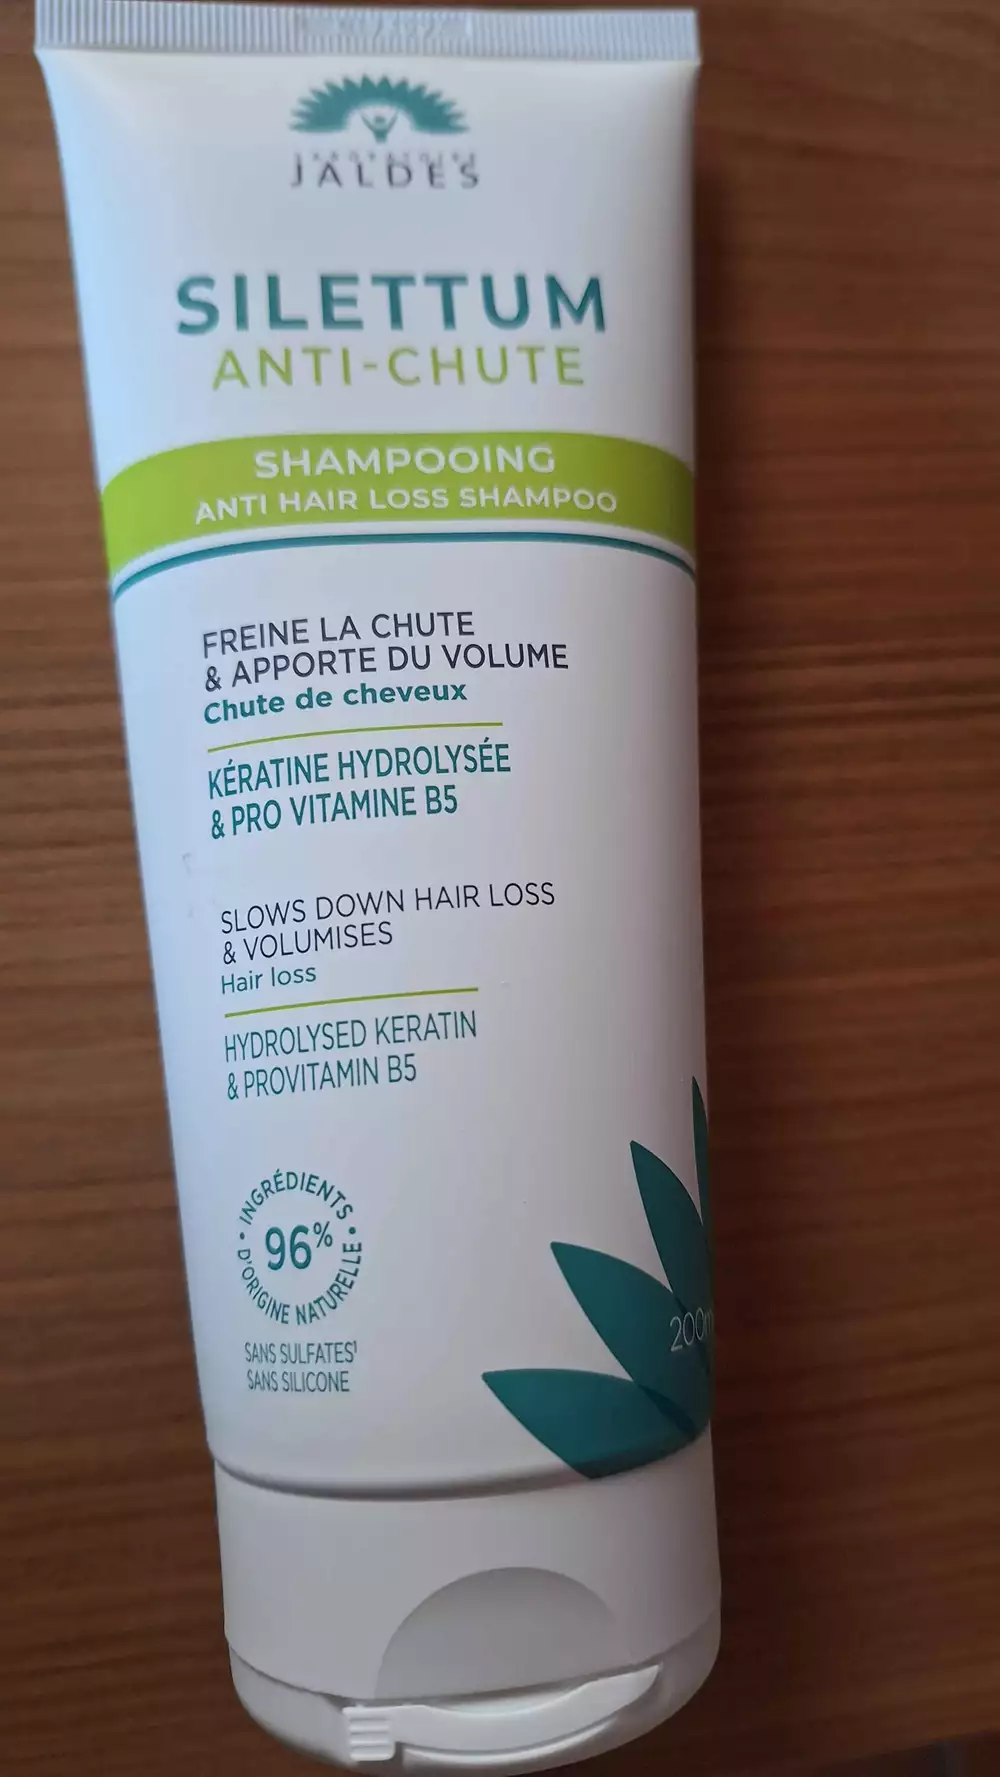 JALDES
SILETTUM
ANTI-CHUTE
SHAMPOOING
ANTI HAIR LOSS SHAMPOO
FREINE LA CHUTE
& APPORTE DU VOLUME
Chute de cheveux
KÉRATINE HYDROLYSÉE
& PRO VITAMINE B5
SLOWS DOWN HAIR LOSS
& VOLUMISES
Hair loss
HYDROLYSED KERATIN
& PROVITAMIN B5
INGRÉDIENTS
96%
D'ORIGINE NATURELLE
SANS SULFATES¹
SANS SILICONE